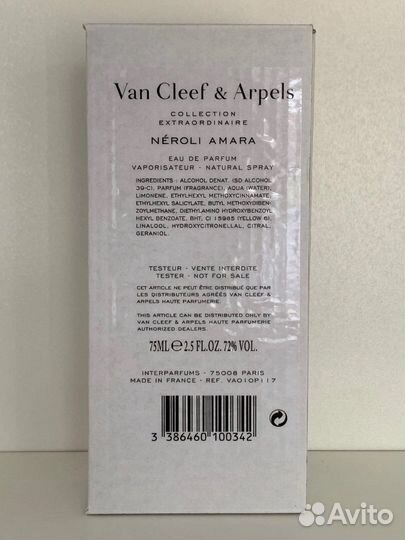 Van Cleef & Arpels
COLLECTION
EXTRAORDINAIRE
NÉROLI AMARA
EAU DE PARFUM
VAPORISATEUR - NATURAL SPRAY
INGREDIENTS : ALCOHOL DENAT. (SD ALCOHOL
39-C), PARFUM (FRAGRANCE), AQUA (WATER),
LIMONENE, ETHYLHEXYL METHOXYCINNAMATE,
ETHYLHEXYL SALICYLATE, BUTYL METHOXYDIBEN-
ZOYLMETHANE, DIETHYLAMINO HYDROXYBENZOYL
HEXYL BENZOATE, BHT, CI 15985 (YELLOW 6),
LINALOOL, HYDROXYCITRONELLAL, CITRAL,
GERANIOL.
TESTEUR - VENTE INTERDITE
TESTER - NOT FOR SALE
CET ARTICLE NE PEUT ÊTRE DISTRIBUÉ QUE PAR
LES DISTRIBUTEURS AGRÉÉS VAN CLEEF &
ARPELS HAUTE PARFUMERIE.
THIS ARTICLE CAN BE DISTRIBUTED ONLY BY
VAN CLEEF & ARPELS HAUTE PARFUMERIE
AUTHORIZED DEALERS.
75ML ℮ 2.5 FL.OZ. 72% VOL.
INTERPARFUMS - 75008 PARIS
MADE IN FRANCE - REF. VA010P117
3 386460 100342
Avito